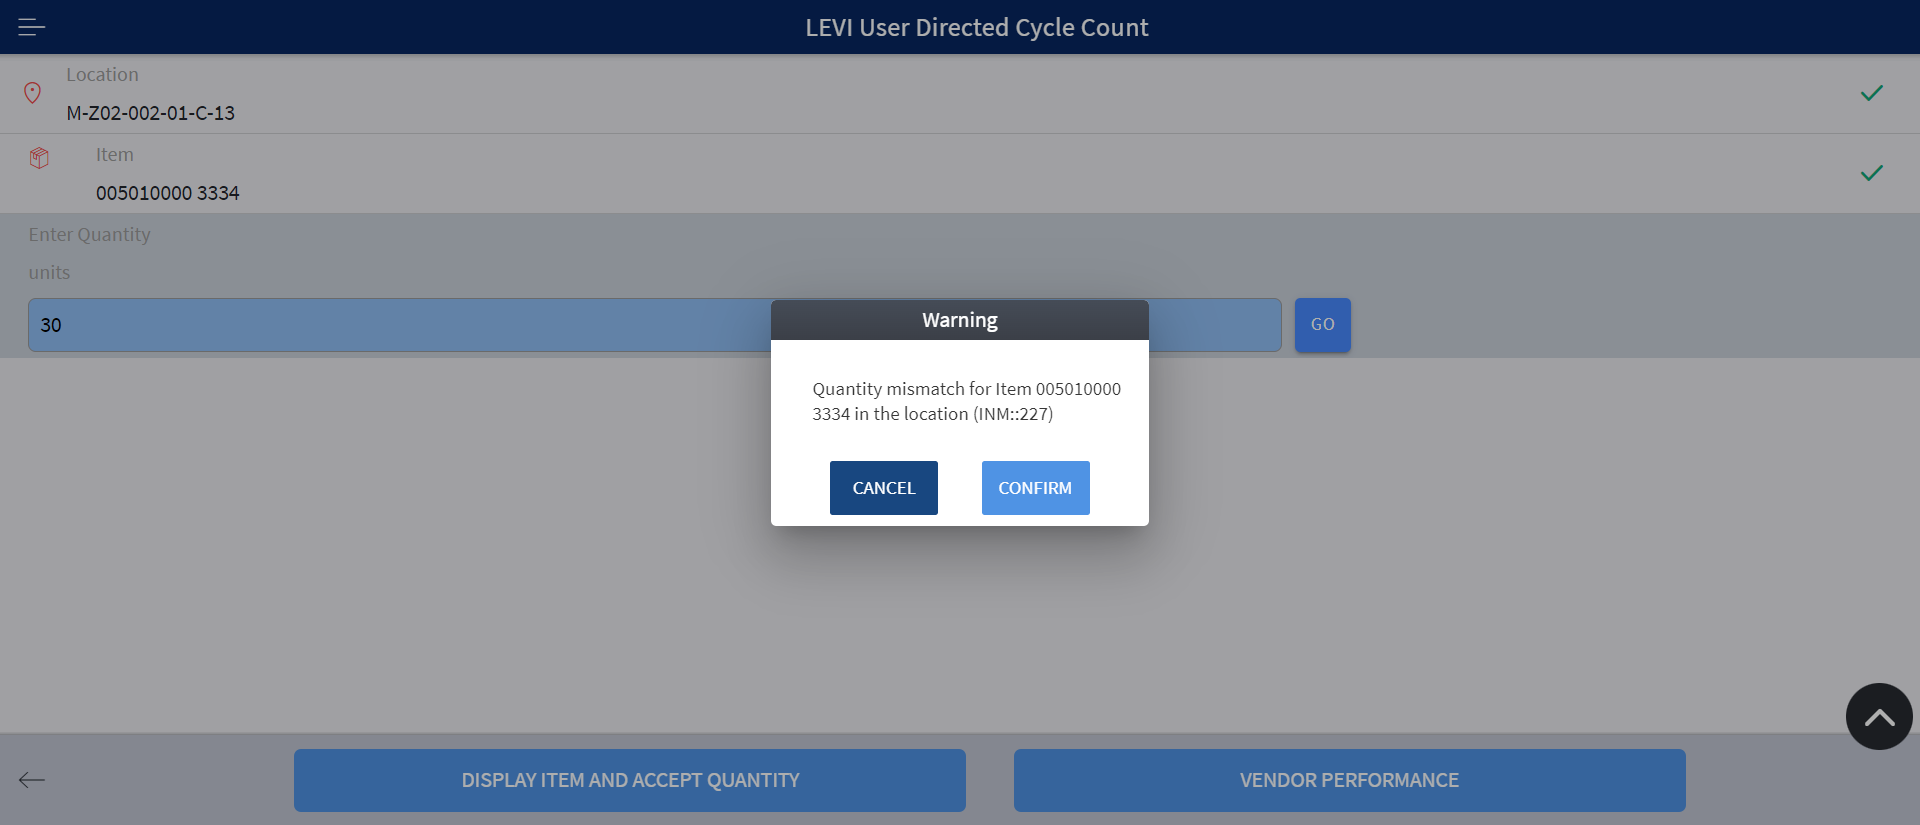 LEVI User Directed Cycle Count
Location
M-Z02-002-01-C-13
Item
005010000 3334
Enter Quantity
units
30
GO
Warning
Quantity mismatch for Item 005010000
3334 in the location (INM::227)
CANCEL
CONFIRM
DISPLAY ITEM AND ACCEPT QUANTITY
VENDOR PERFORMANCE